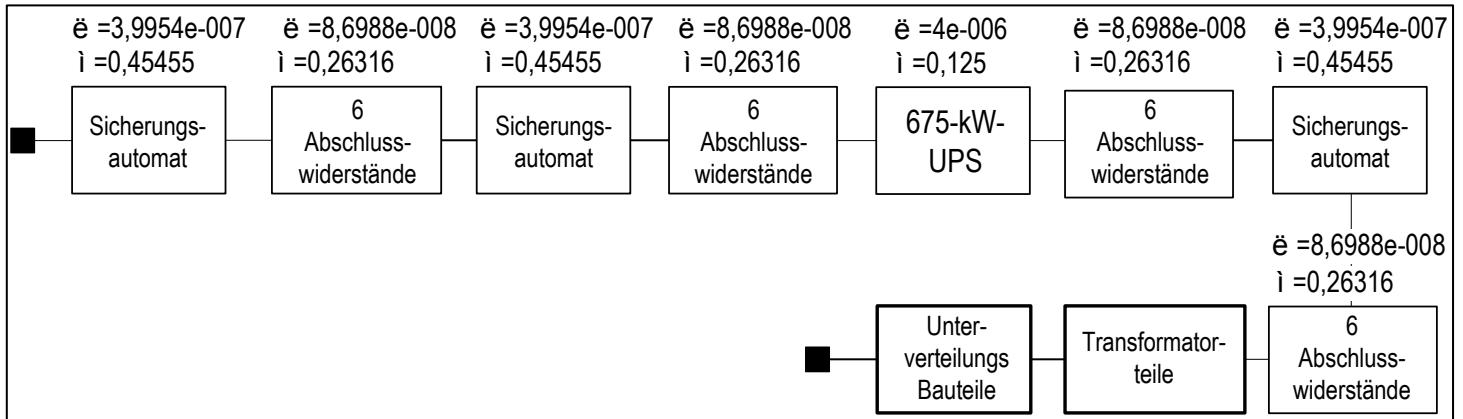 ë =3,9954e-007
ì =0,45455
Sicherungs-
automat
ë =8,6988e-008
ì =0,26316
6
Abschluss-
widerstände
ë =3,9954e-007
ì =0,45455
Sicherungs-
automat
ë =8,6988e-008
ì =0,26316
6
Abschluss-
widerstände
ë =4e-006
ì =0,125
675-kW-
UPS
ë =8,6988e-008
ì =0,26316
6
Abschluss-
widerstände
ë =3,9954e-007
ì =0,45455
Sicherungs-
automat
ë =8,6988e-008
ì =0,26316
6
Abschluss-
widerstände
Transformator-
teile
Unter-
verteilungs
Bauteile